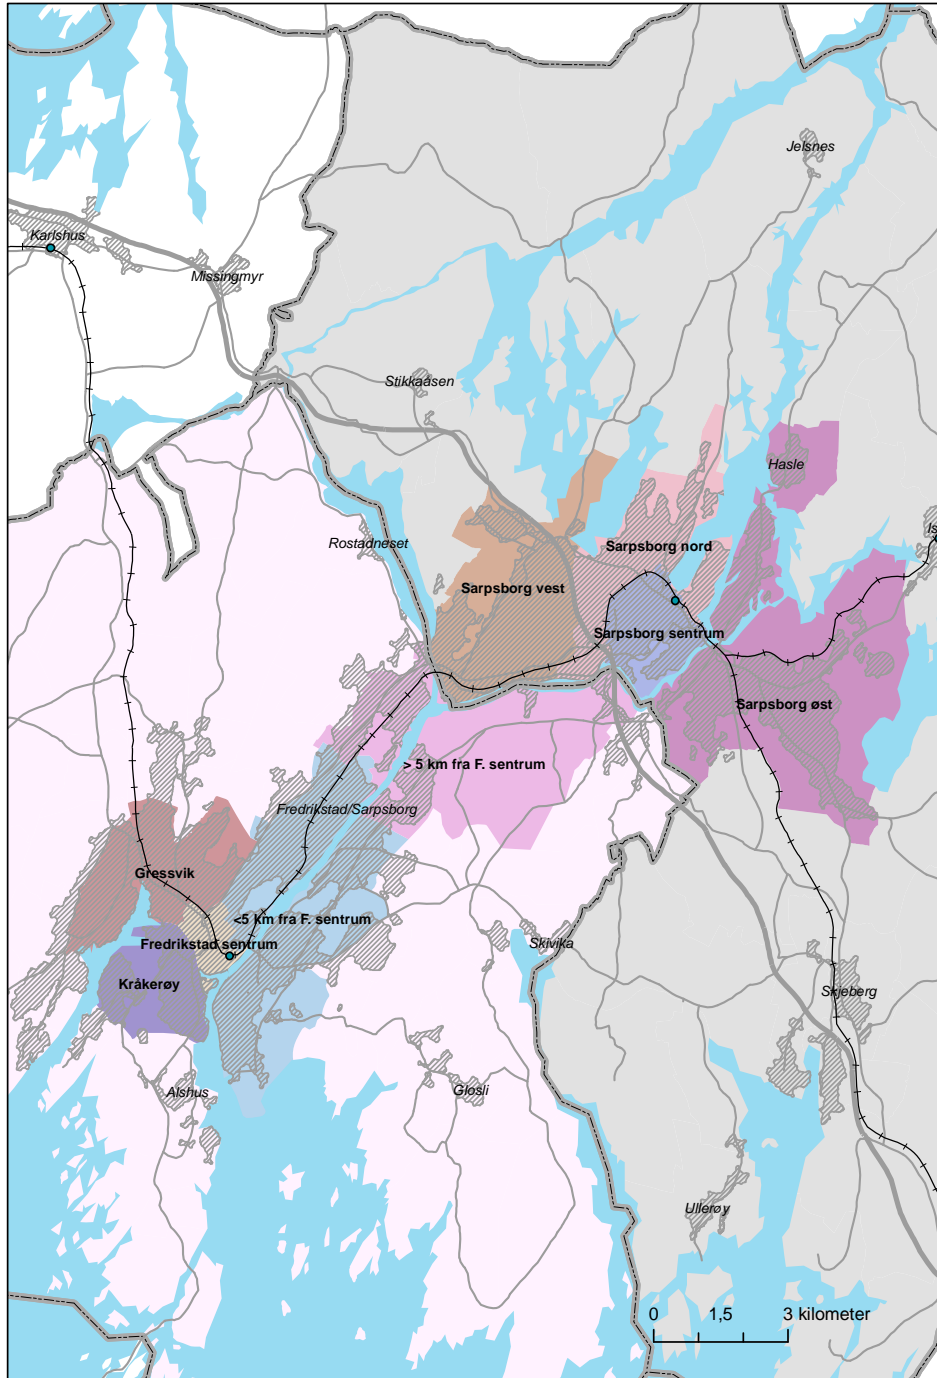 Jelsnes
Karlshus
Missingmyr
Stikkaåsen
Hasle
Is
Rostadneset
Sarpsborg nord
Sarpsborg vest
Sarpsborg sentrum
Sarpsborg øst
> 5 km fra F. sentrum
Fredrikstad/Sarpsborg
Gressvik
<5 km fra F. sentrum
Fredrikstad sentrum
Skivika
Kråkerøy
Skjeberg
Alshus
Glosli
Ullerøy
0 1,5 3 kilometer